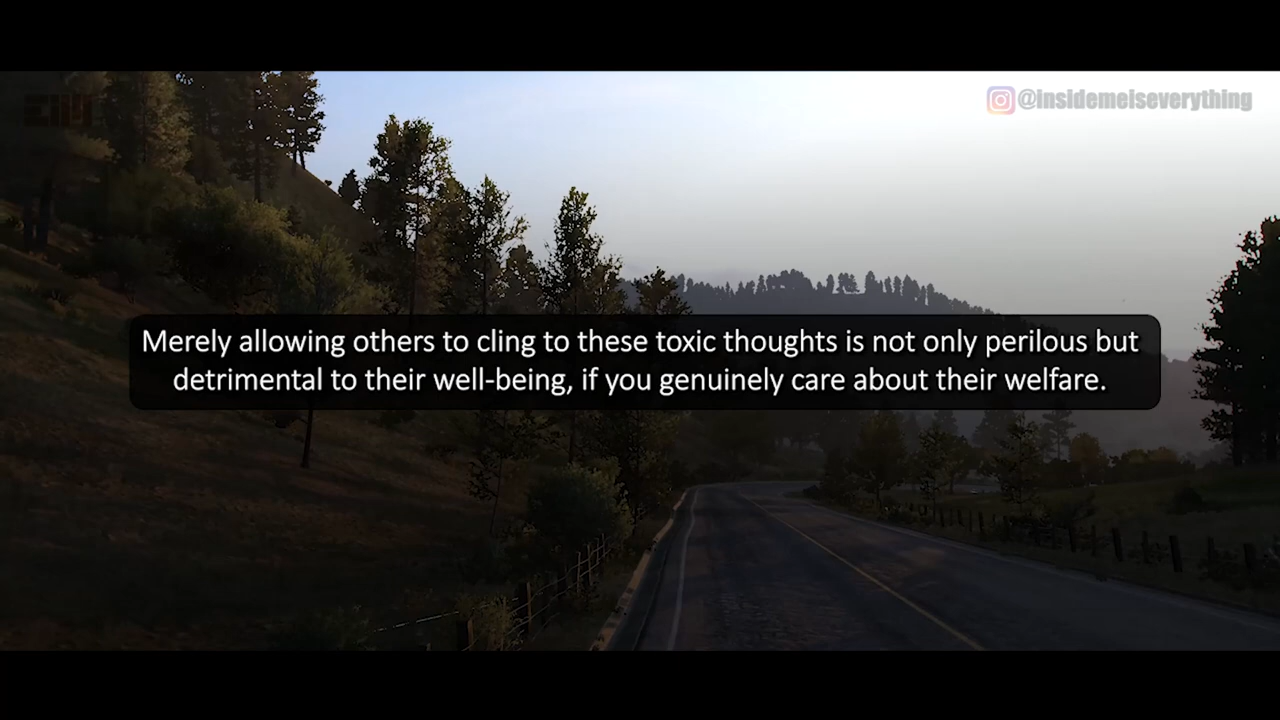 @insidemeiseverything
Merely allowing others to cling to these toxic thoughts is not only perilous but
detrimental to their well-being, if you genuinely care about their welfare.